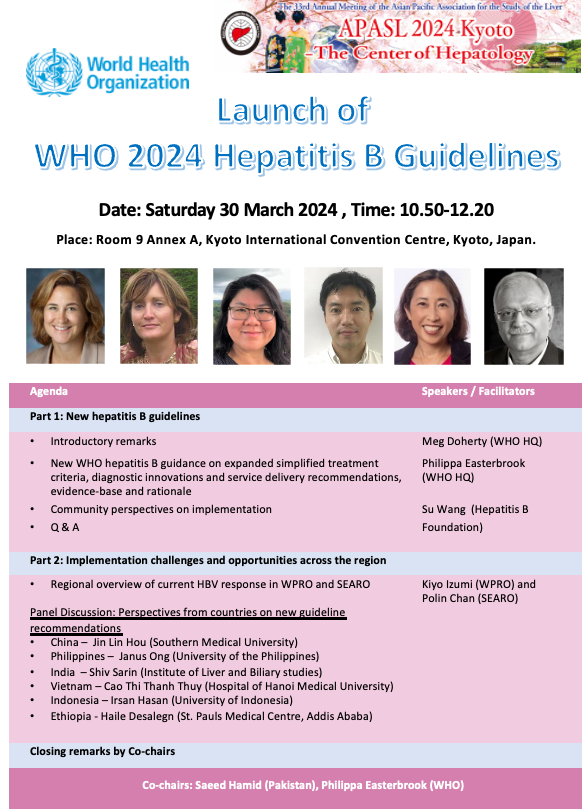 The 33rd Annual Meeting of the Asian Pacific Association for the Study of the Liver
APASL 2024 Kyoto
-The Center of Hepatology
World Health
Organization
Launch of
WHO 2024 Hepatitis B Guidelines
Date: Saturday 30 March 2024 , Time: 10.50-12.20
Place: Room 9 Annex A, Kyoto International Convention Centre, Kyoto, Japan.
Agenda Speakers / Facilitators
Part 1: New hepatitis B guidelines
• Introductory remarks Meg Doherty (WHO HQ)
• New WHO hepatitis B guidance on expanded simplified treatment Philippa Easterbrook
criteria, diagnostic innovations and service delivery recommendations, (WHO HQ)
evidence-base and rationale
• Community perspectives on implementation Su Wang (Hepatitis B
• Q & A Foundation)
Part 2: Implementation challenges and opportunities across the region
• Regional overview of current HBV response in WPRO and SEARO Kiyo Izumi (WPRO) and
Polin Chan (SEARO)
Panel Discussion: Perspectives from countries on new guideline
recommendations
• China – Jin Lin Hou (Southern Medical University)
• Philippines – Janus Ong (University of the Philippines)
• India – Shiv Sarin (Institute of Liver and Biliary studies)
• Vietnam – Cao Thi Thanh Thuy (Hospital of Hanoi Medical University)
• Indonesia – Irsan Hasan (University of Indonesia)
• Ethiopia - Haile Desalegn (St. Pauls Medical Centre, Addis Ababa)
Closing remarks by Co-chairs
Co-chairs: Saeed Hamid (Pakistan), Philippa Easterbrook (WHO)